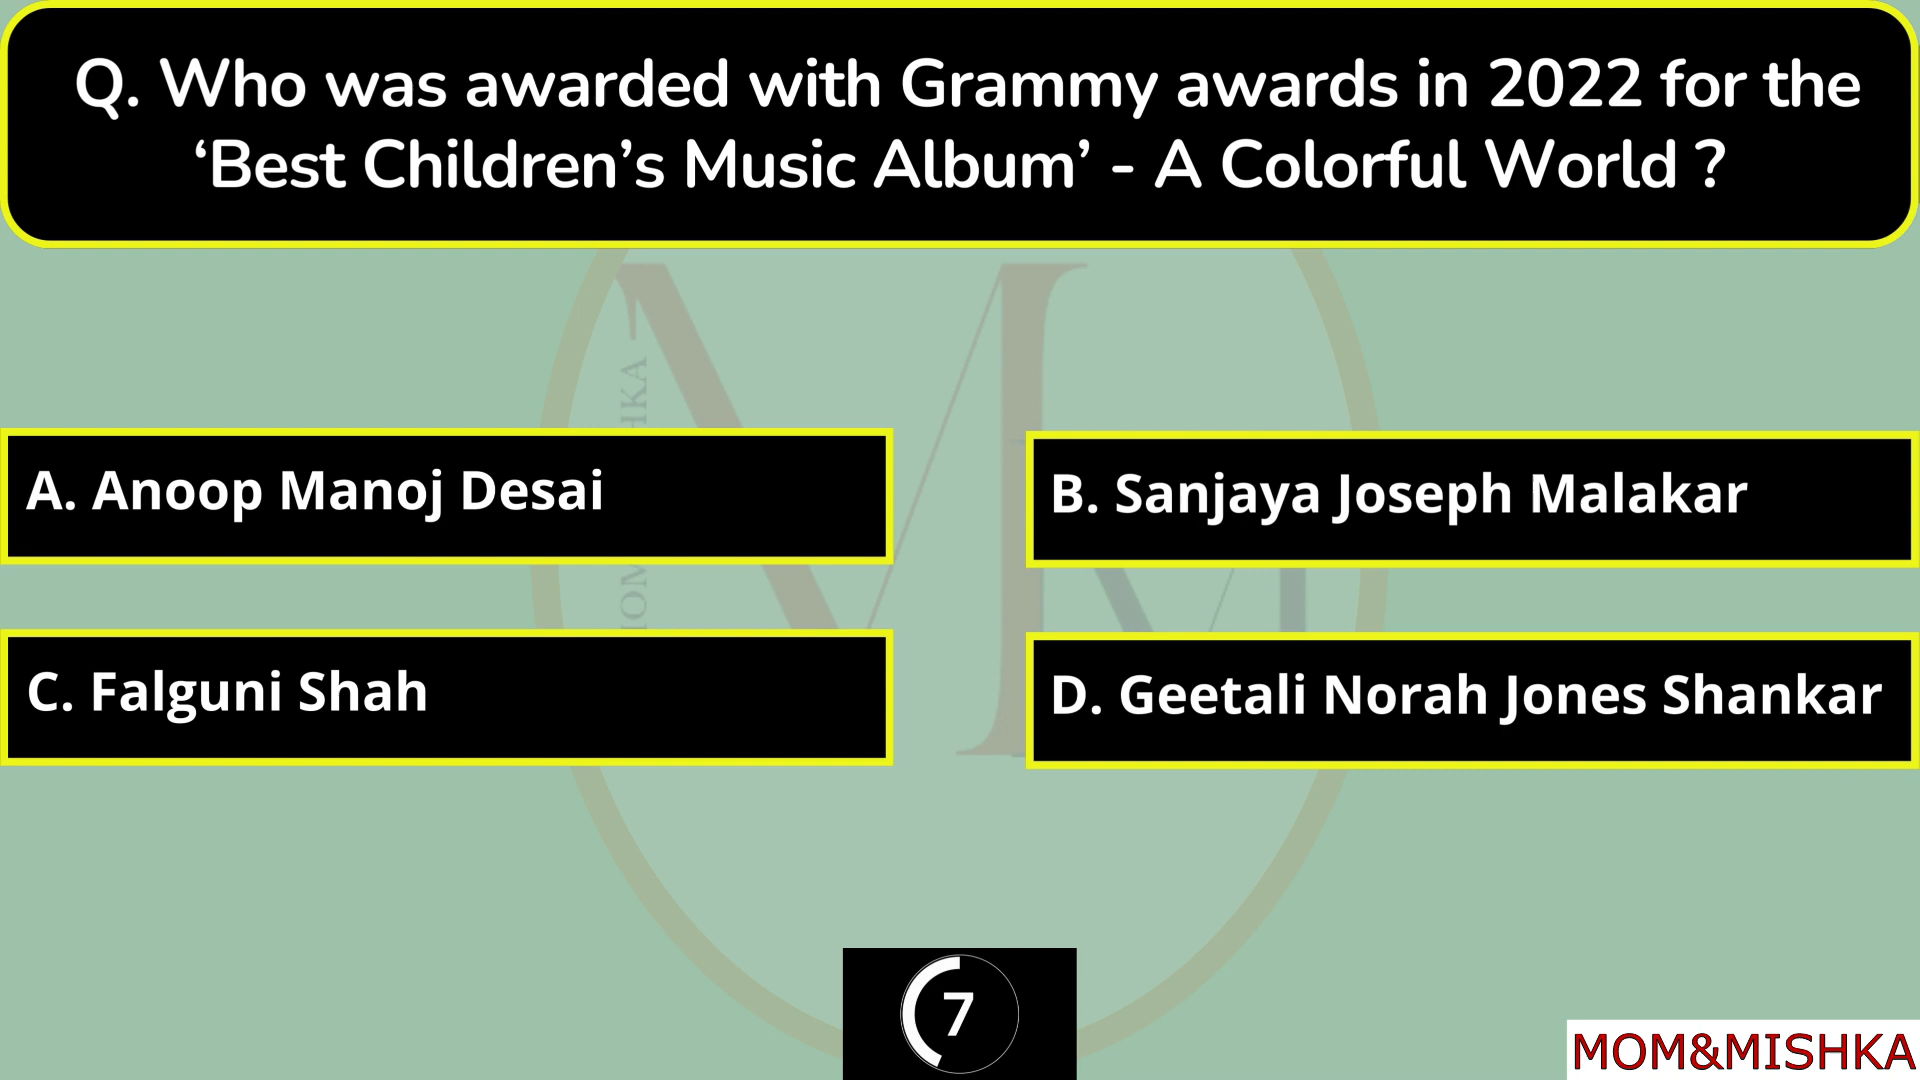 Q. Who was awarded with Grammy awards in 2022 for the
‘Best Children’s Music Album’ - A Colorful World ?
A. Anoop Manoj Desai
B. Sanjaya Joseph Malakar
C. Falguni Shah
D. Geetali Norah Jones Shankar
7
MOM&MISHKA